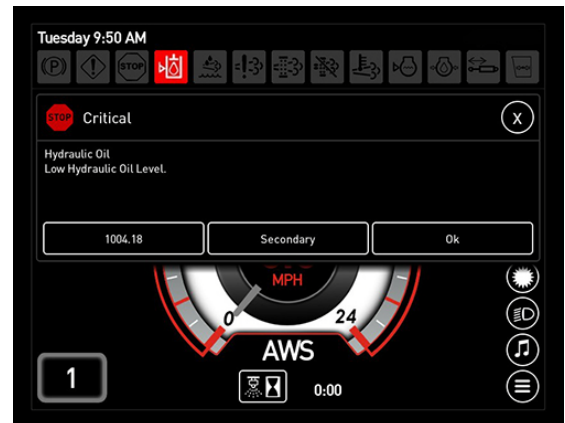 Tuesday 9:50 AM
(P) STOP
STOP Critical X
Hydraulic Oil
Low Hydraulic Oil Level.
1004.18 Secondary Ok
MPH
0 24
AWS
1 0:00